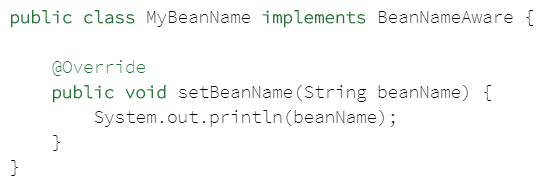 public class MyBeanName implements BeanNameAware {
    @Override
    public void setBeanName(String beanName) {
        System.out.println(beanName);
    }
}